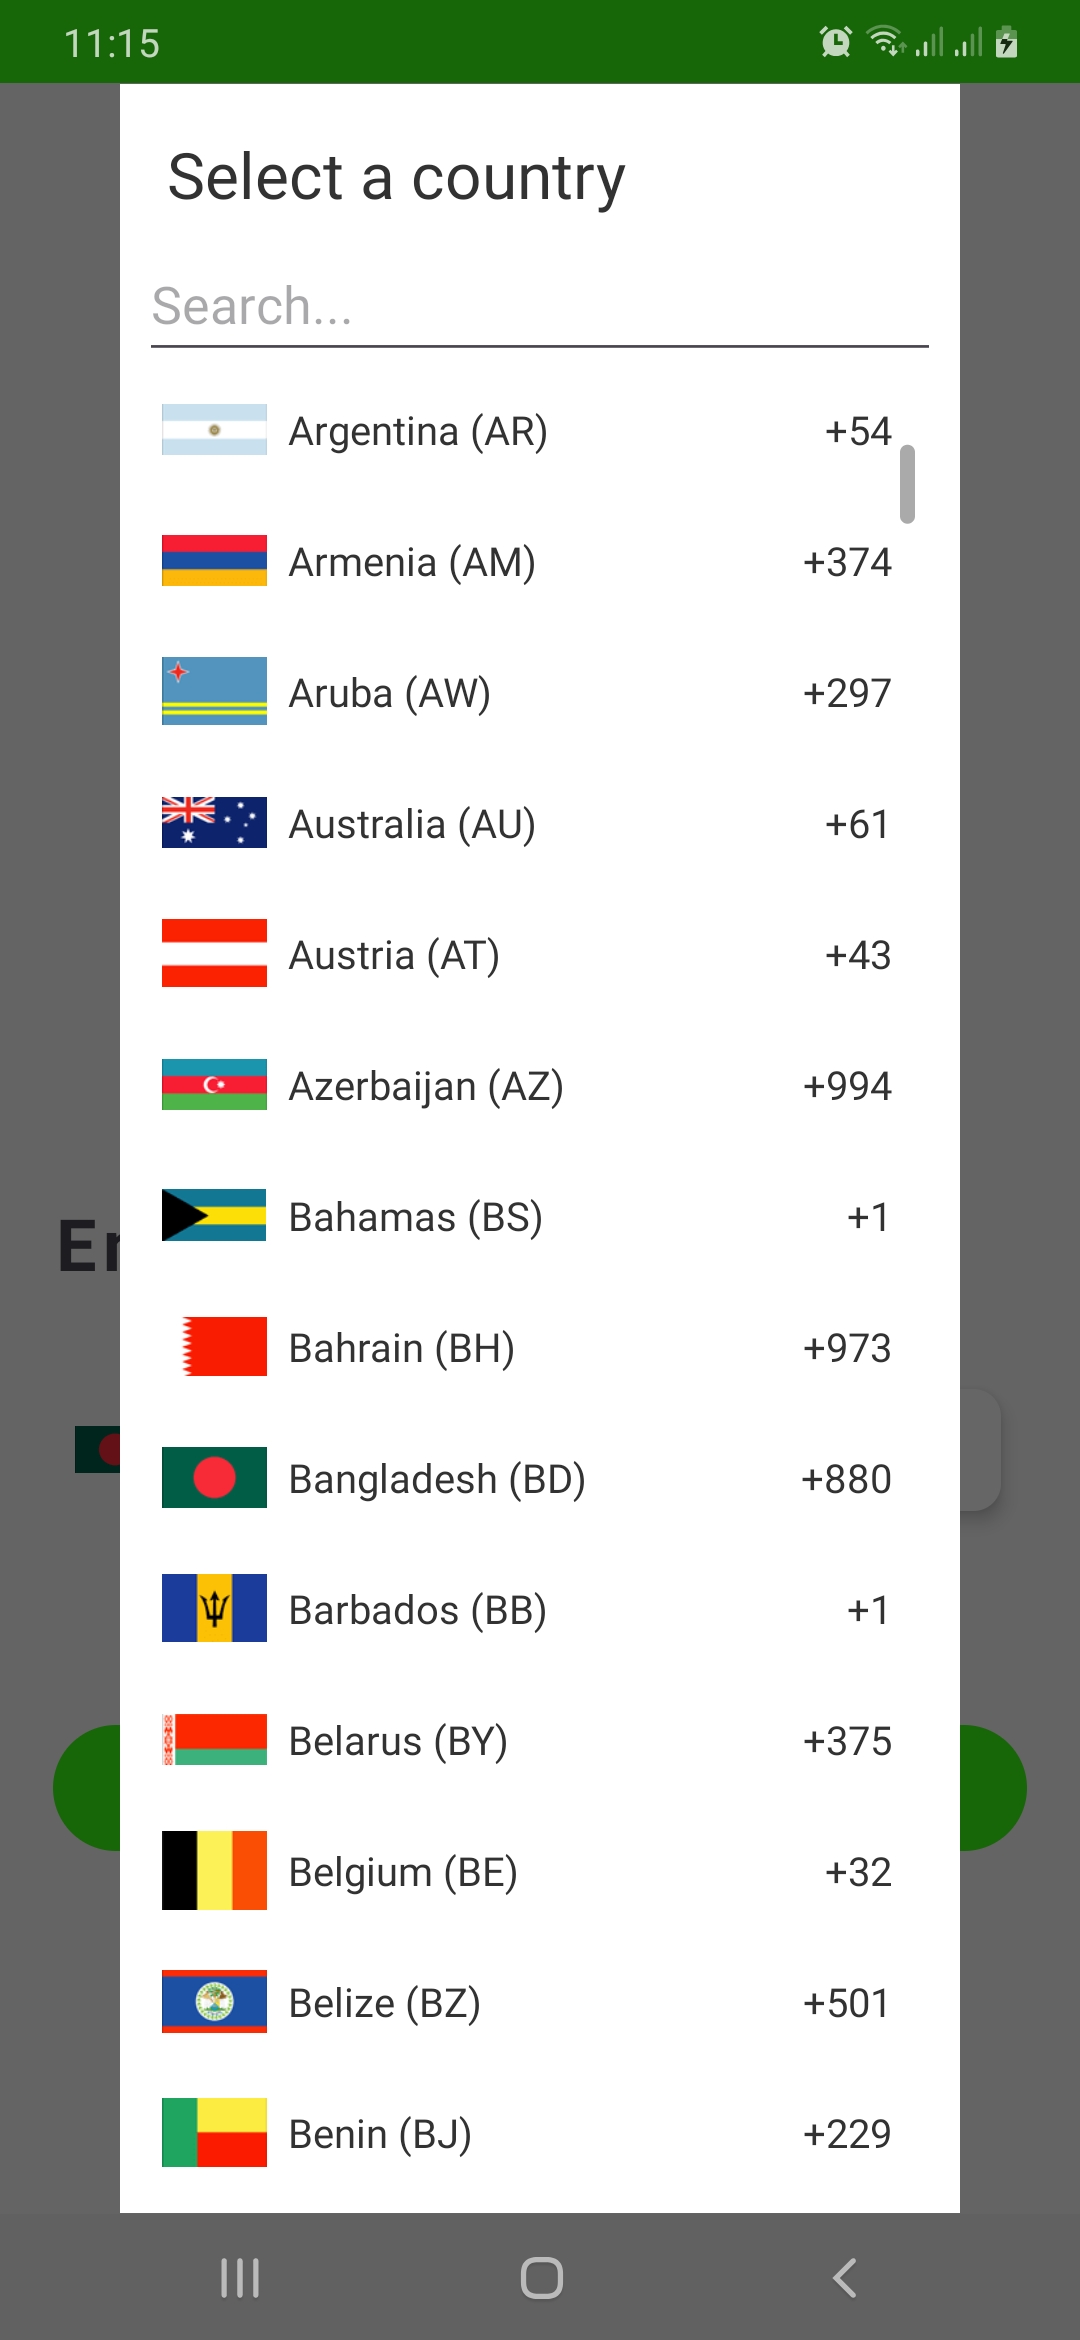 11:15
Select a country
Search...
Argentina (AR) +54
Armenia (AM) +374
Aruba (AW) +297
Australia (AU) +61
Austria (AT) +43
Azerbaijan (AZ) +994
Bahamas (BS) +1
Bahrain (BH) +973
Bangladesh (BD) +880
Barbados (BB) +1
Belarus (BY) +375
Belgium (BE) +32
Belize (BZ) +501
Benin (BJ) +229